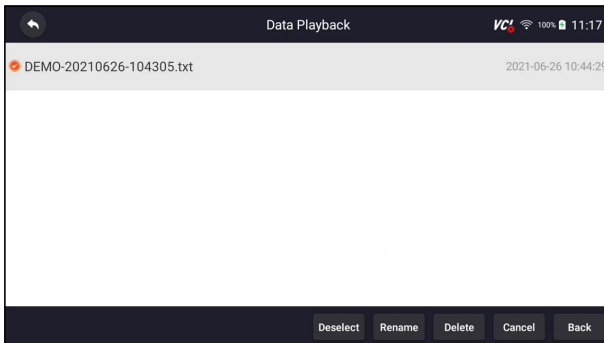 Data Playback
VC! 100% 11:17
DEMO-20210626-104305.txt 2021-06-26 10:44:29
Deselect Rename Delete Cancel Back